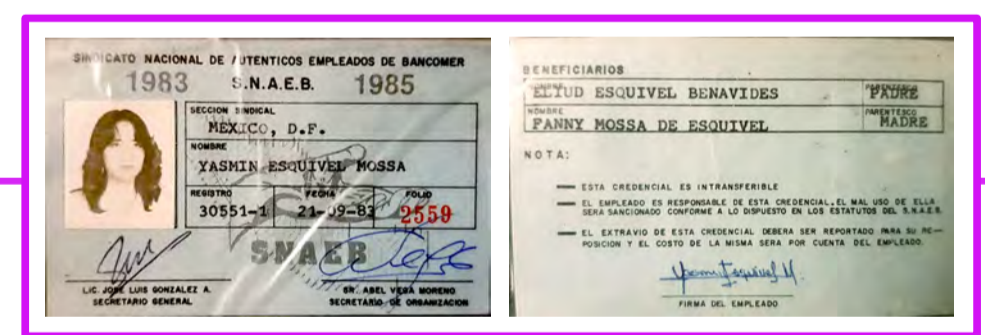 SINDICATO NACIONAL DE AUTENTICOS EMPLEADOS DE BANCOMER
1983 S.N.A.E.B. 1985
SECCION SINDICAL
MEXICO, D.F.
NOMBRE
YASMIN ESQUIVEL MOSSA
REGISTRO FECHA FOLIO
30551-1 21-09-83 2559
SNAEB
LIC. JOSE LUIS GONZALEZ A. SR. ABEL VEGA MORENO
SECRETARIO GENERAL SECRETARIO DE ORGANIZACION
BENEFICIARIOS
NOMBRE PARENTESCO
ELIUD ESQUIVEL BENAVIDES PADRE
NOMBRE PARENTESCO
FANNY MOSSA DE ESQUIVEL MADRE
NOTA:
ESTA CREDENCIAL ES INTRANSFERIBLE
EL EMPLEADO ES RESPONSABLE DE ESTA CREDENCIAL, EL MAL USO DE ELLA
SERA SANCIONADO CONFORME A LO DISPUESTO EN LOS ESTATUTOS DEL S.N.A.E.B.
EL EXTRAVIO DE ESTA CREDENCIAL DEBERA SER REPORTADO PARA SU RE-
POSICION Y EL COSTO DE LA MISMA SERA POR CUENTA DEL EMPLEADO.
Yasmin Esquivel M.
FIRMA DEL EMPLEADO